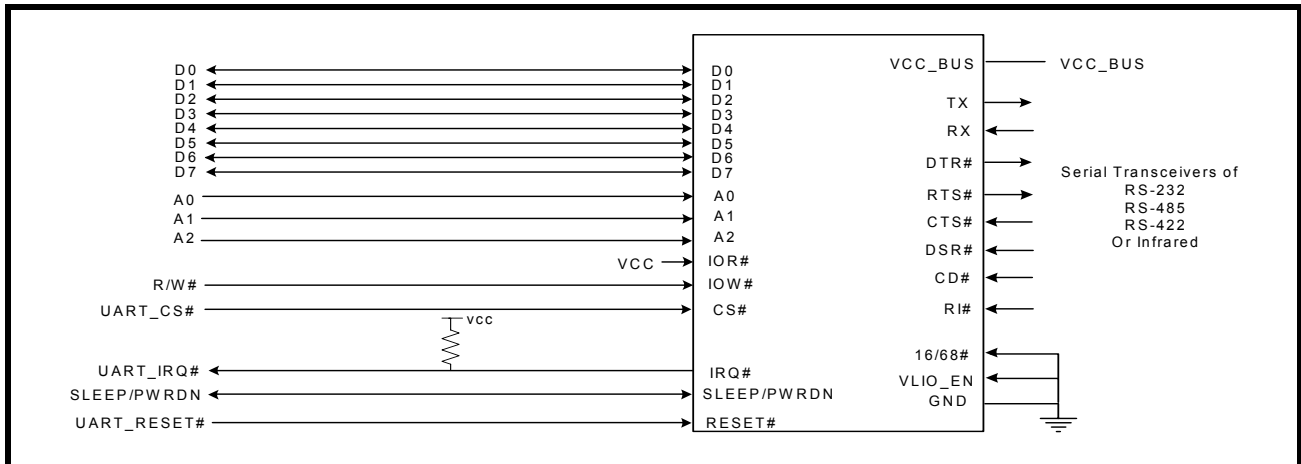 D0
D1
D2
D3
D4
D5
D6
D7
A0
A1
A2
R/W#
UART_CS#
UART_IRQ#
SLEEP/PWRDN
UART_RESET#
VCC
VCC
D0
D1
D2
D3
D4
D5
D6
D7
A0
A1
A2
IOR#
IOW#
CS#
IRQ#
SLEEP/PWRDN
RESET#
VCC_BUS
TX
RX
DTR#
RTS#
CTS#
DSR#
CD#
RI#
16/68#
VLIO_EN
GND
VCC_BUS
Serial Transceivers of
RS-232
RS-485
RS-422
Or Infrared